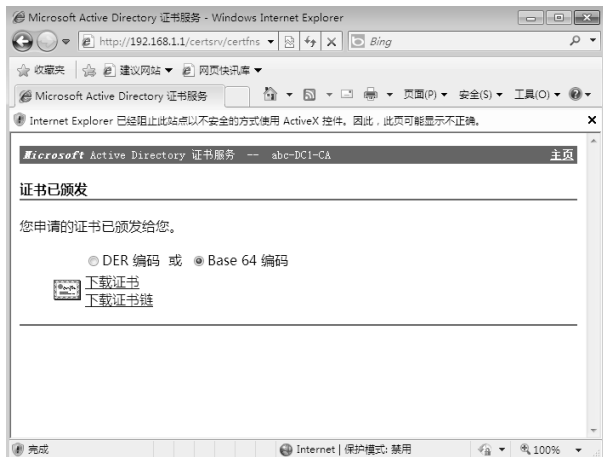 Microsoft Active Directory 证书服务 - Windows Internet Explorer
http://192.168.1.1/certsrv/certfns
Bing
收藏夹 建议网站 网页快讯库
Microsoft Active Directory 证书服务 页面(P) 安全(S) 工具(O)
Internet Explorer 已经阻止此站点以不安全的方式使用 ActiveX 控件。因此，此页可能显示不正确。
Microsoft Active Directory 证书服务 -- abc-DC1-CA 主页
证书已颁发
您申请的证书已颁发给您。
DER 编码 或 Base 64 编码
下载证书
下载证书链
完成 Internet | 保护模式: 禁用 100%